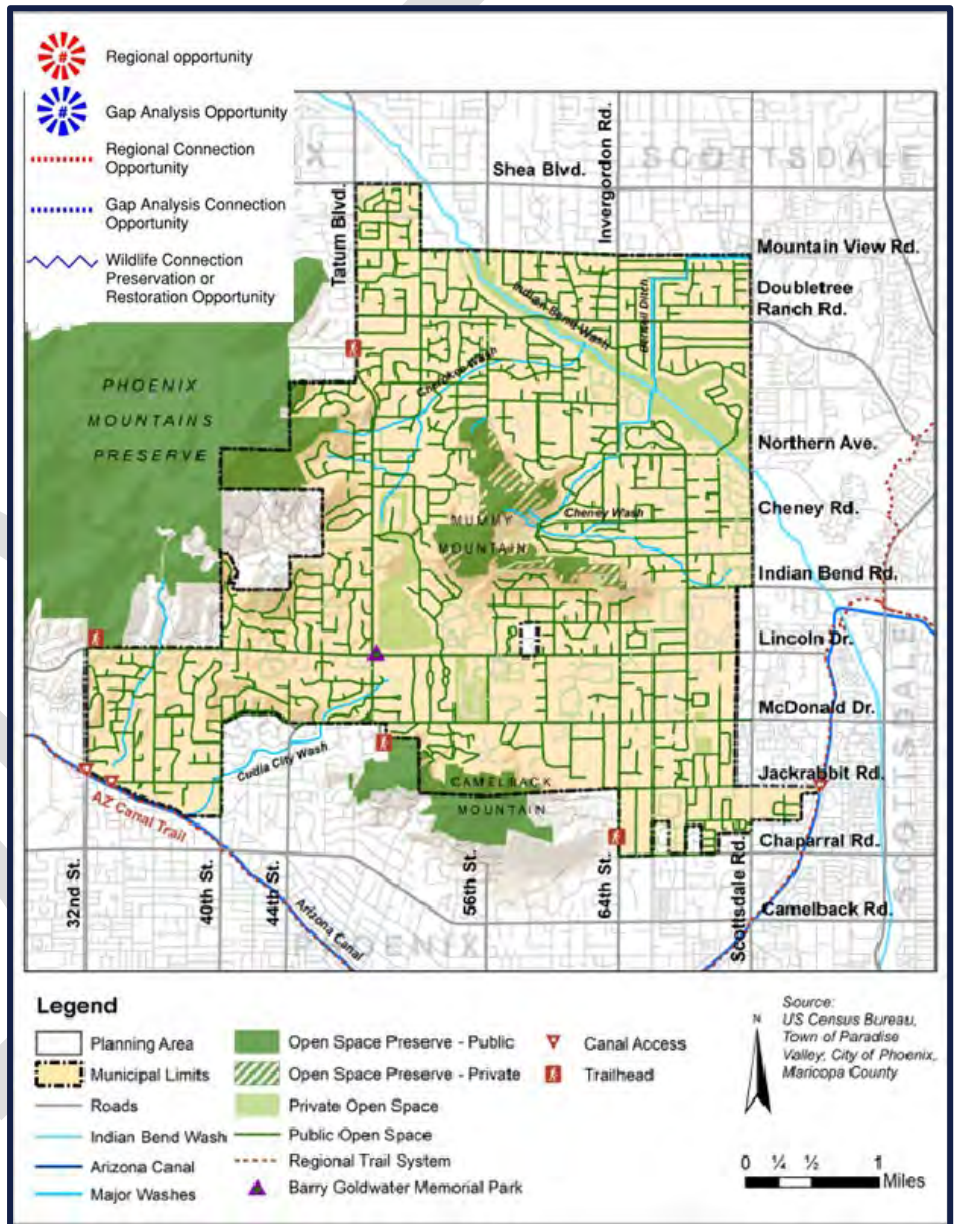 Regional opportunity
Gap Analysis Opportunity
Regional Connection
Opportunity
Gap Analysis Connection
Opportunity
Wildlife Connection
Preservation or
Restoration Opportunity
#
#
Shea Blvd.
Invergordon Rd.
SCOTTSDALE
Tatum Blvd.
Mountain View Rd.
Doubletree
Ranch Rd.
Indian Bend Wash
Cherokee Wash
PHOENIX
MOUNTAINS
PRESERVE
Northern Ave.
Cheney Rd.
Cheney Wash
MUMMY
MOUNTAIN
Indian Bend Rd.
Lincoln Dr.
McDonald Dr.
Jackrabbit Rd.
Cudia City Wash
CAMELBACK
MOUNTAIN
AZ Canal Trail
Chaparral Rd.
32nd St.
40th St.
44th St.
56th St.
64th St.
Scottsdale Rd.
Camelback Rd.
Arizona Canal
PHOENIX
SCOTTSDALE
Legend
Planning Area
Municipal Limits
Roads
Indian Bend Wash
Arizona Canal
Major Washes
Open Space Preserve - Public
Open Space Preserve - Private
Private Open Space
Public Open Space
Regional Trail System
Barry Goldwater Memorial Park
Canal Access
Trailhead
N
Source:
US Census Bureau,
Town of Paradise
Valley, City of Phoenix,
Maricopa County
0 ¼ ½ 1
Miles